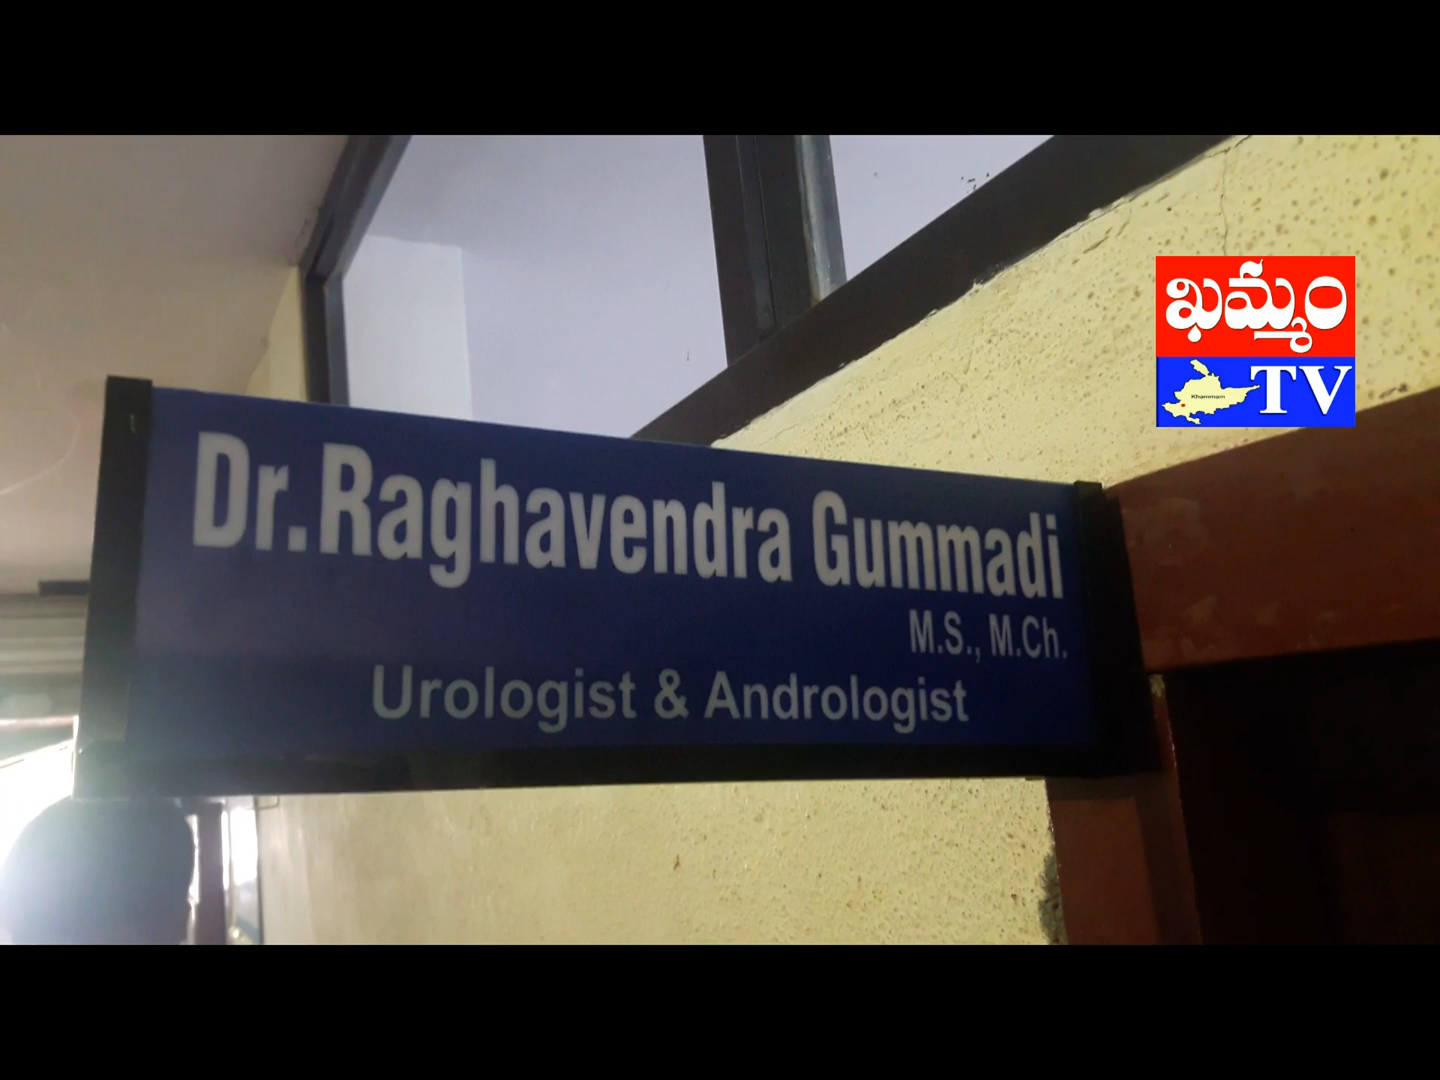 ఖమ్మం
TV
Khammam
Dr.Raghavendra Gummadi
M.S., M.Ch.
Urologist & Andrologist